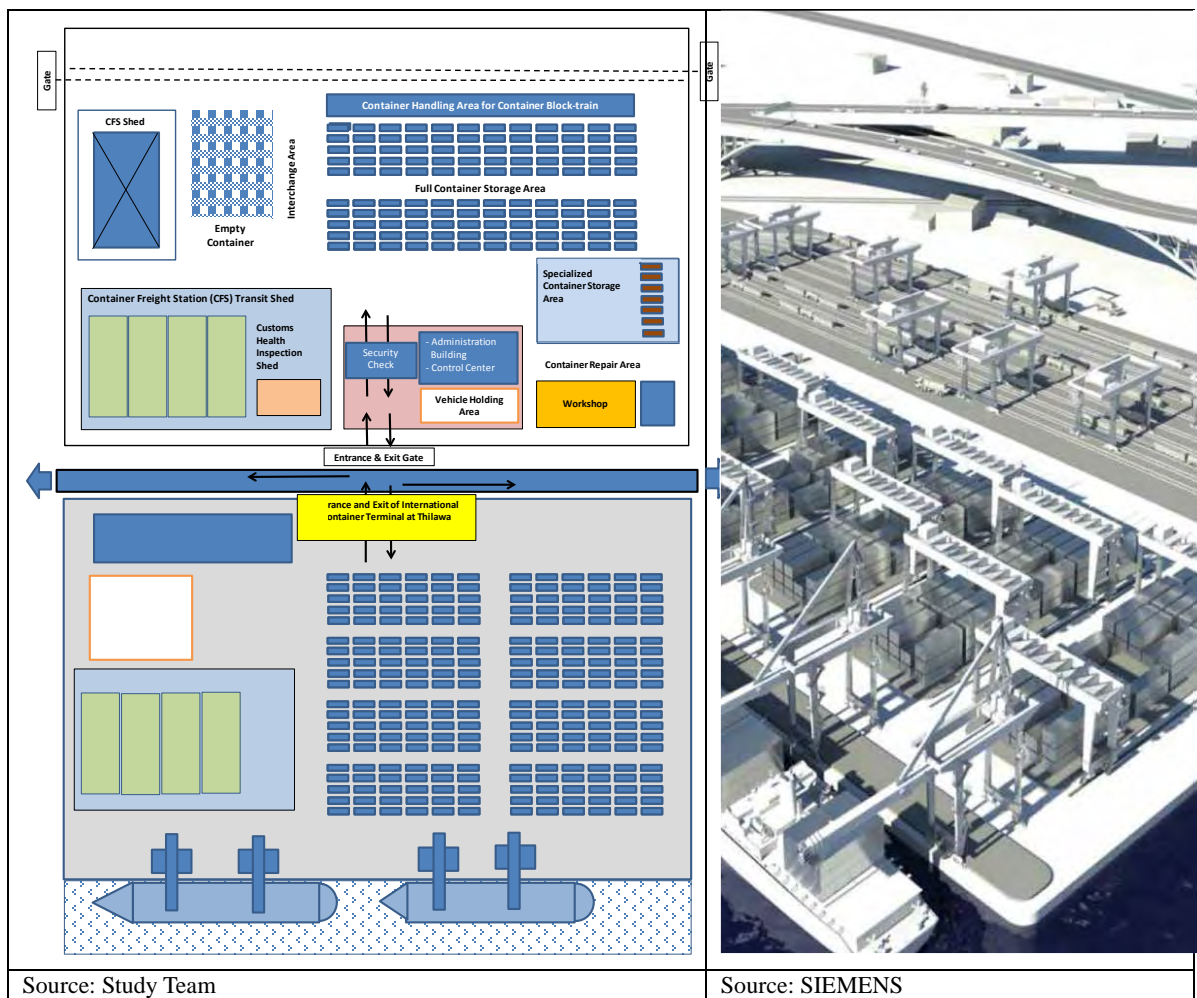 Gate
Gate
Container Handling Area for Container Block-train
CFS Shed
Interchange Area
Full Container Storage Area
Empty
Container
Specialized
Container Storage
Area
Container Freight Station (CFS) Transit Shed
Customs
Health
Inspection
Shed
Security
Check
- Administration
Building
- Control Center
Vehicle Holding
Area
Container Repair Area
Workshop
Entrance & Exit Gate
rance and Exit of International
ontainer Terminal at Thilawa
Source: Study Team
Source: SIEMENS